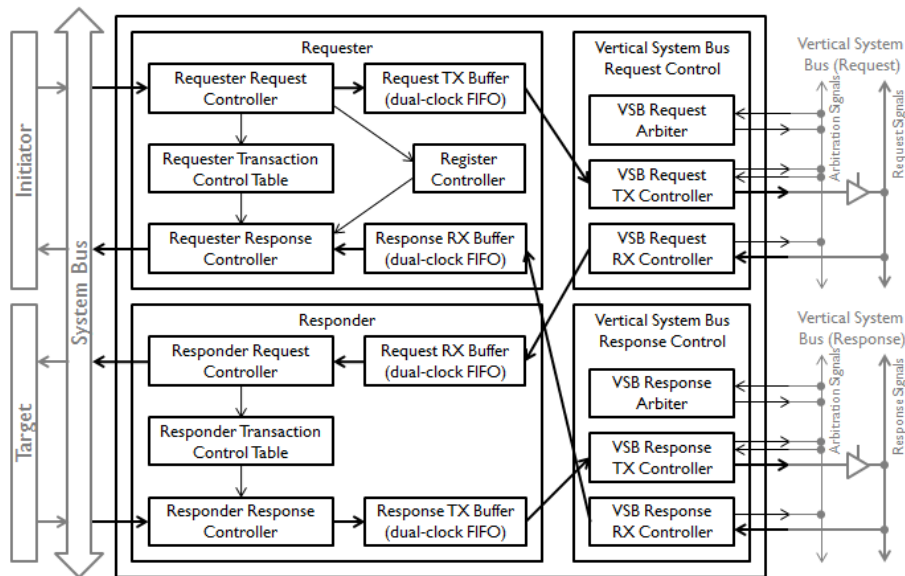 Initiator
Target
System Bus
Requester
Requester Request
Controller
Request TX Buffer
(dual-clock FIFO)
Requester Transaction
Control Table
Register
Controller
Requester Response
Controller
Response RX Buffer
(dual-clock FIFO)
Responder
Responder Request
Controller
Request RX Buffer
(dual-clock FIFO)
Responder Transaction
Control Table
Responder Response
Controller
Response TX Buffer
(dual-clock FIFO)
Vertical System Bus
Request Control
VSB Request
Arbiter
VSB Request
TX Controller
VSB Request
RX Controller
Vertical System Bus
Response Control
VSB Response
Arbiter
VSB Response
TX Controller
VSB Response
RX Controller
Vertical System
Bus (Request)
Arbitration Signals
Request Signals
Vertical System
Bus (Response)
Arbitration Signals
Response Signals